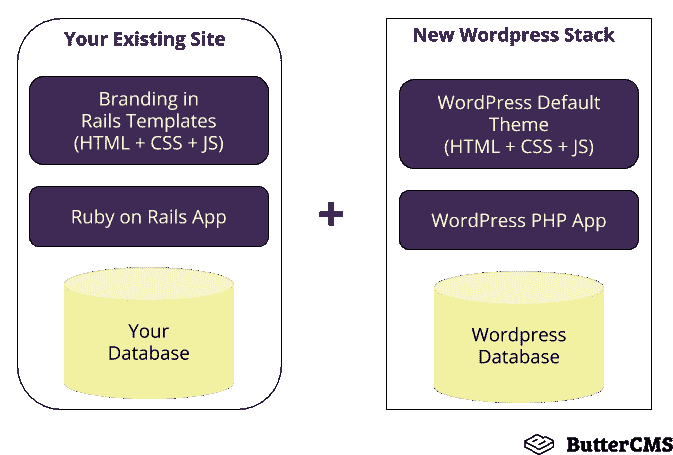 Your Existing Site
Branding in
Rails Templates
(HTML + CSS + JS)
Ruby on Rails App
Your
Database
+
New Wordpress Stack
WordPress Default
Theme
(HTML + CSS + JS)
WordPress PHP App
Wordpress
Database
ButterCMS